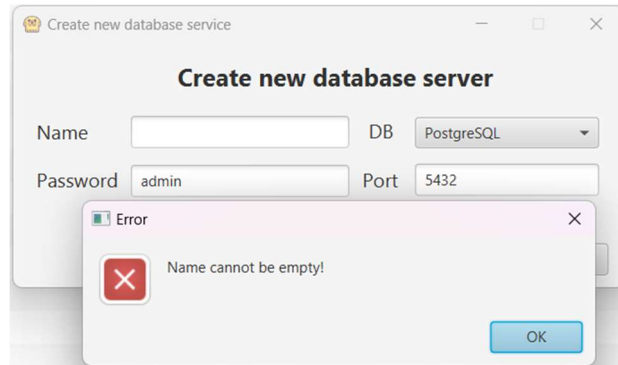 Create new database service
Create new database server
Name DB PostgreSQL
Password admin Port 5432
Error
Name cannot be empty!
OK